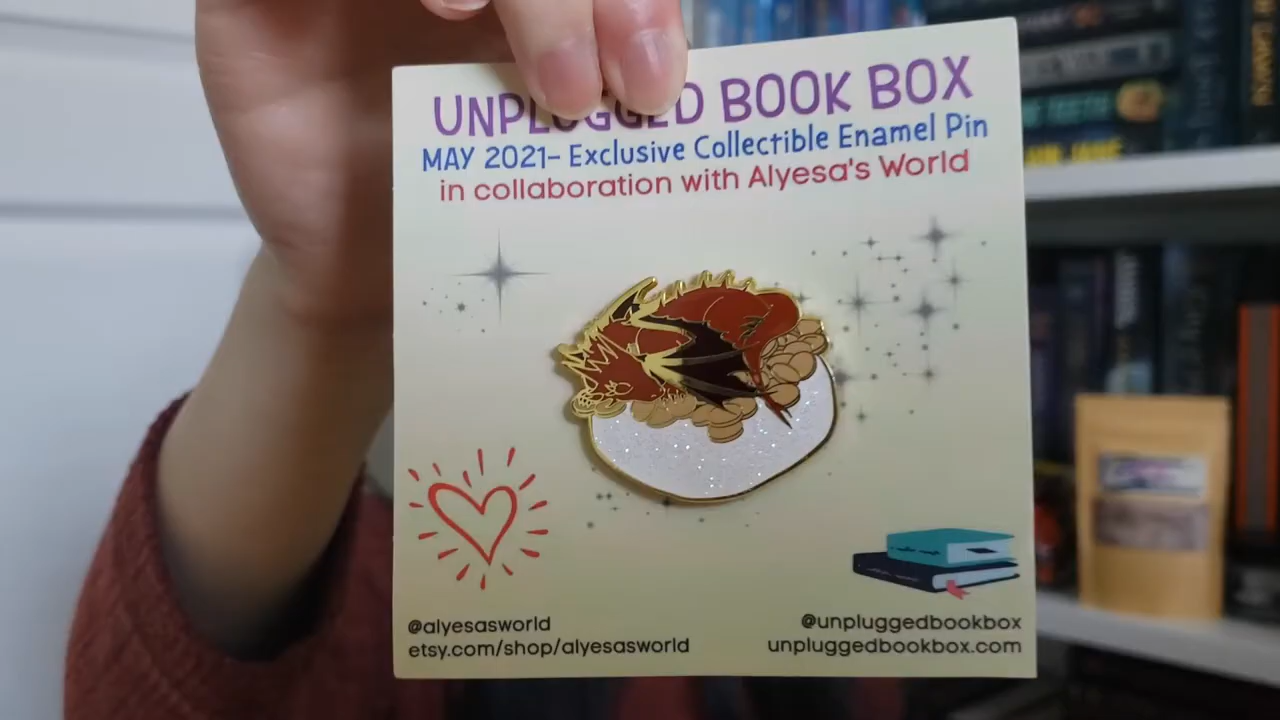 UNPLUGGED BOOK BOX
MAY 2021- Exclusive Collectible Enamel Pin
in collaboration with Alyesa's World
@alyesasworld
etsy.com/shop/alyesasworld
@unpluggedbookbox
unpluggedbookbox.com